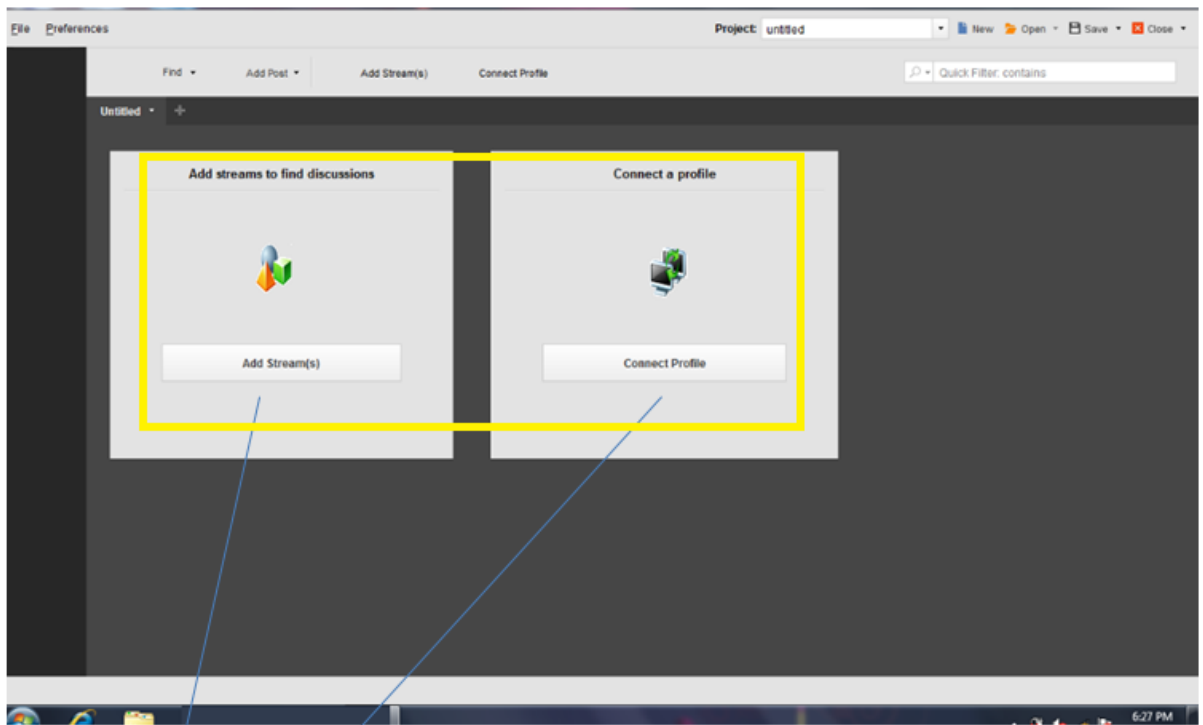 File Preferences Project: untitled New Open Save Close
Find Add Post Add Stream(s) Connect Profile Quick Filter: contains
Untitled
Add streams to find discussions Connect a profile
Add Stream(s) Connect Profile
6:27 PM